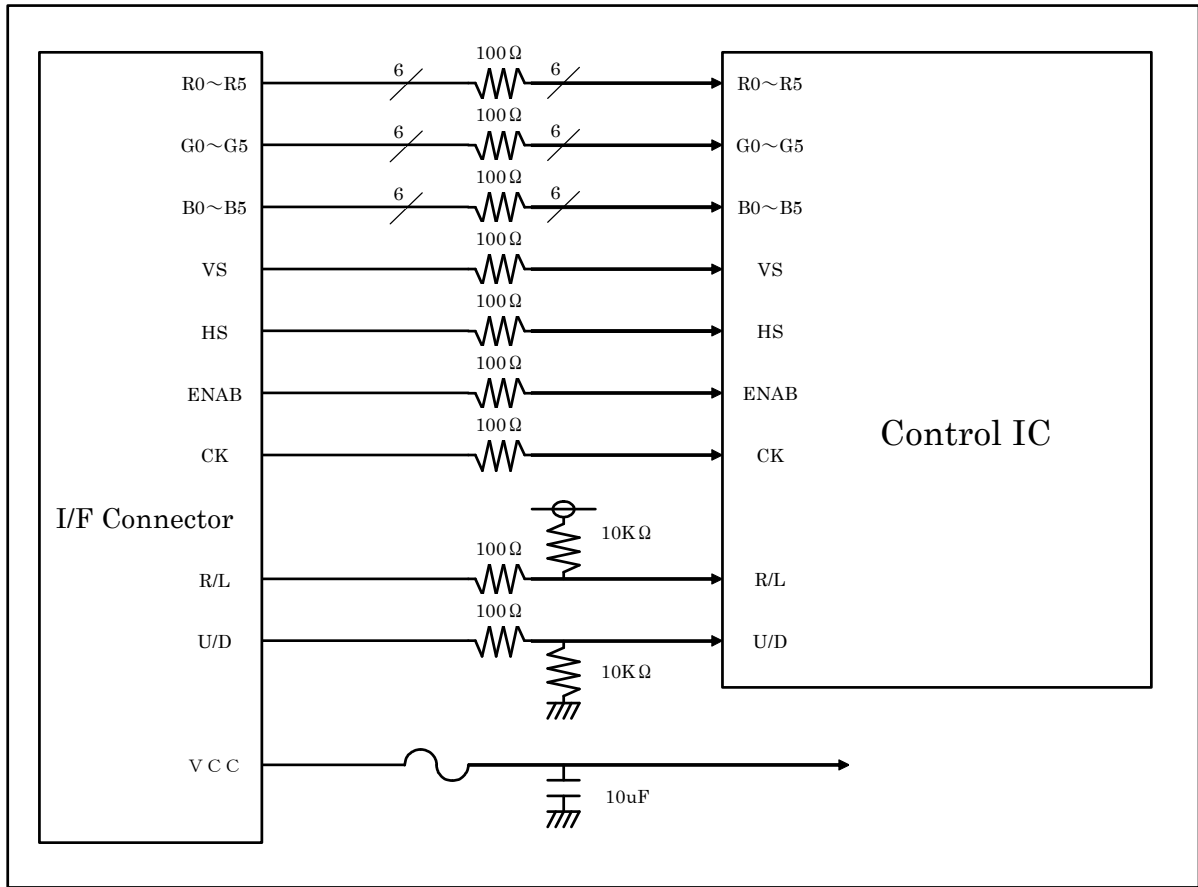 100Ω
R0～R5 6 6 R0～R5
100Ω
G0～G5 6 6 G0～G5
100Ω
B0～B5 6 6 B0～B5
100Ω
VS VS
100Ω
HS HS
100Ω
ENAB ENAB
100Ω
CK CK
Control IC
I/F Connector
10KΩ
100Ω
R/L R/L
100Ω
U/D U/D
10KΩ
ＶＣＣ
10uF